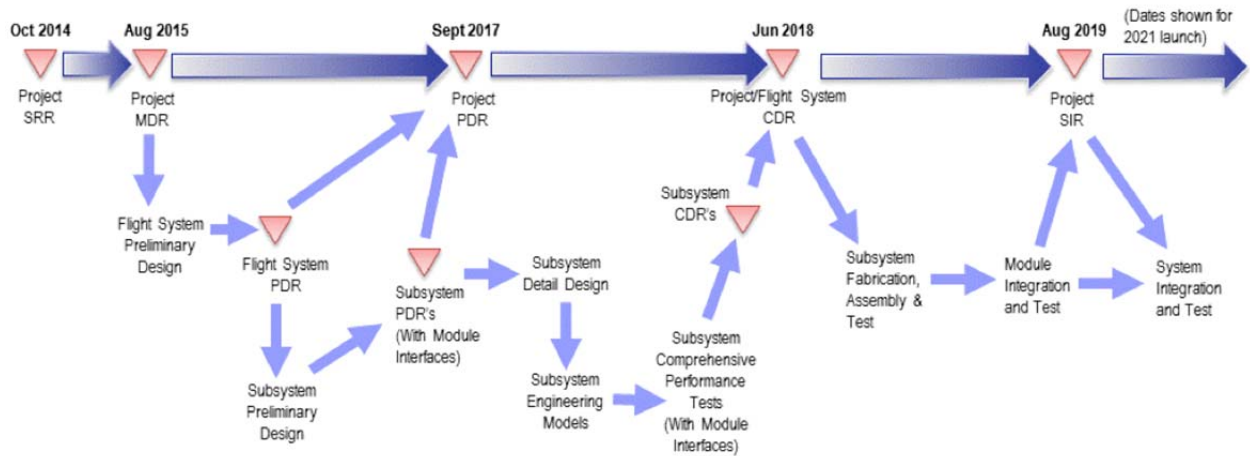 Oct 2014
Aug 2015
Sept 2017
Jun 2018
Aug 2019
(Dates shown for
2021 launch)
Project
SRR
Project
MDR
Project
PDR
Project/Flight System
CDR
Project
SIR
Flight System
Preliminary
Design
Flight System
PDR
Subsystem
Preliminary
Design
Subsystem
PDR's
(With Module
Interfaces)
Subsystem
Detail Design
Subsystem
Engineering
Models
Subsystem
Comprehensive
Performance
Tests
(With Module
Interfaces)
Subsystem
CDR's
Subsystem
Fabrication,
Assembly &
Test
Module
Integration
and Test
System
Integration
and Test